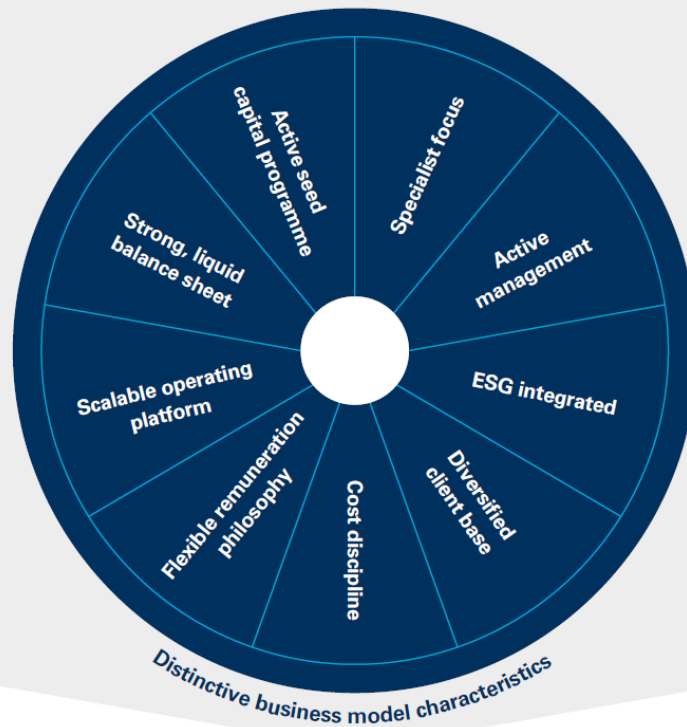 Specialist focus
Active
management
ESG integrated
Diversified
client base
Cost discipline
Flexible remuneration
philosophy
Scalable operating
platform
Strong, liquid
balance sheet
Active seed
capital programme
Distinctive business model characteristics